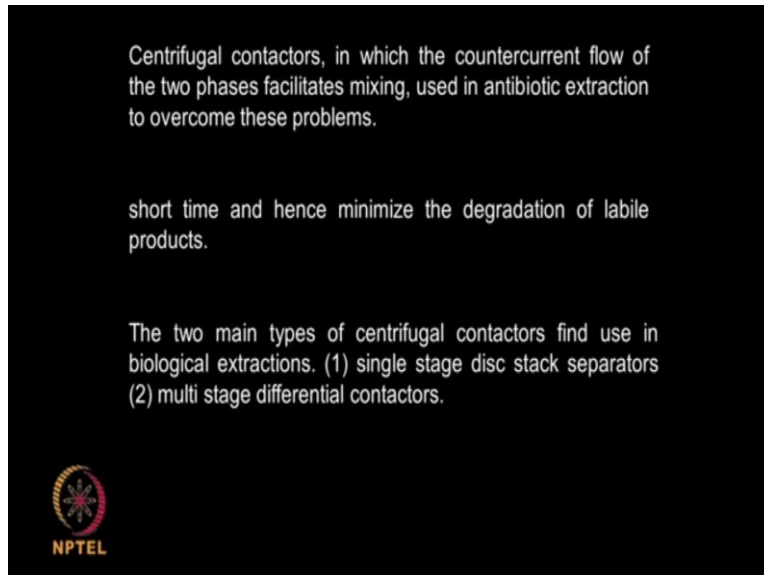 Centrifugal contactors, in which the countercurrent flow of
the two phases facilitates mixing, used in antibiotic extraction
to overcome these problems.
short time and hence minimize the degradation of labile
products.
The two main types of centrifugal contactors find use in
biological extractions. (1) single stage disc stack separators
(2) multi stage differential contactors.
NPTEL